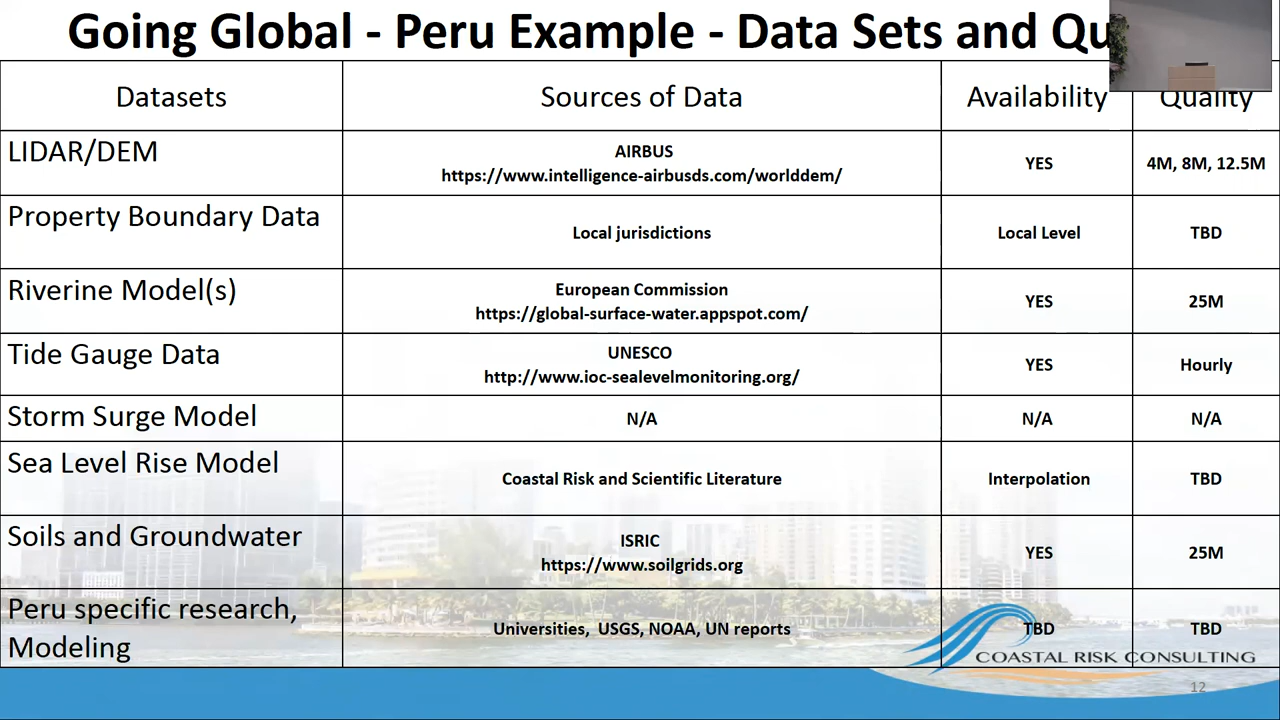 Going Global - Peru Example - Data Sets and
Datasets Sources of Data Availability Quality
LIDAR/DEM
AIRBUS
https://www.intelligence-airbusds.com/worlddem/
YES
4M, 8M, 12.5M
Property Boundary Data
Local jurisdictions
Local Level
TBD
Riverine Model(s)
European Commission
https://global-surface-water.appspot.com/
YES
25M
Tide Gauge Data
UNESCO
http://www.ioc-sealevelmonitoring.org/
YES
Hourly
Storm Surge Model
N/A
N/A
N/A
Sea Level Rise Model
Coastal Risk and Scientific Literature
Interpolation
TBD
Soils and Groundwater
ISRIC
https://www.soilgrids.org
YES
25M
Peru specific research,
Modeling
Universities, USGS, NOAA, UN reports
TBD
TBD
COASTAL RISK CONSULTING
12